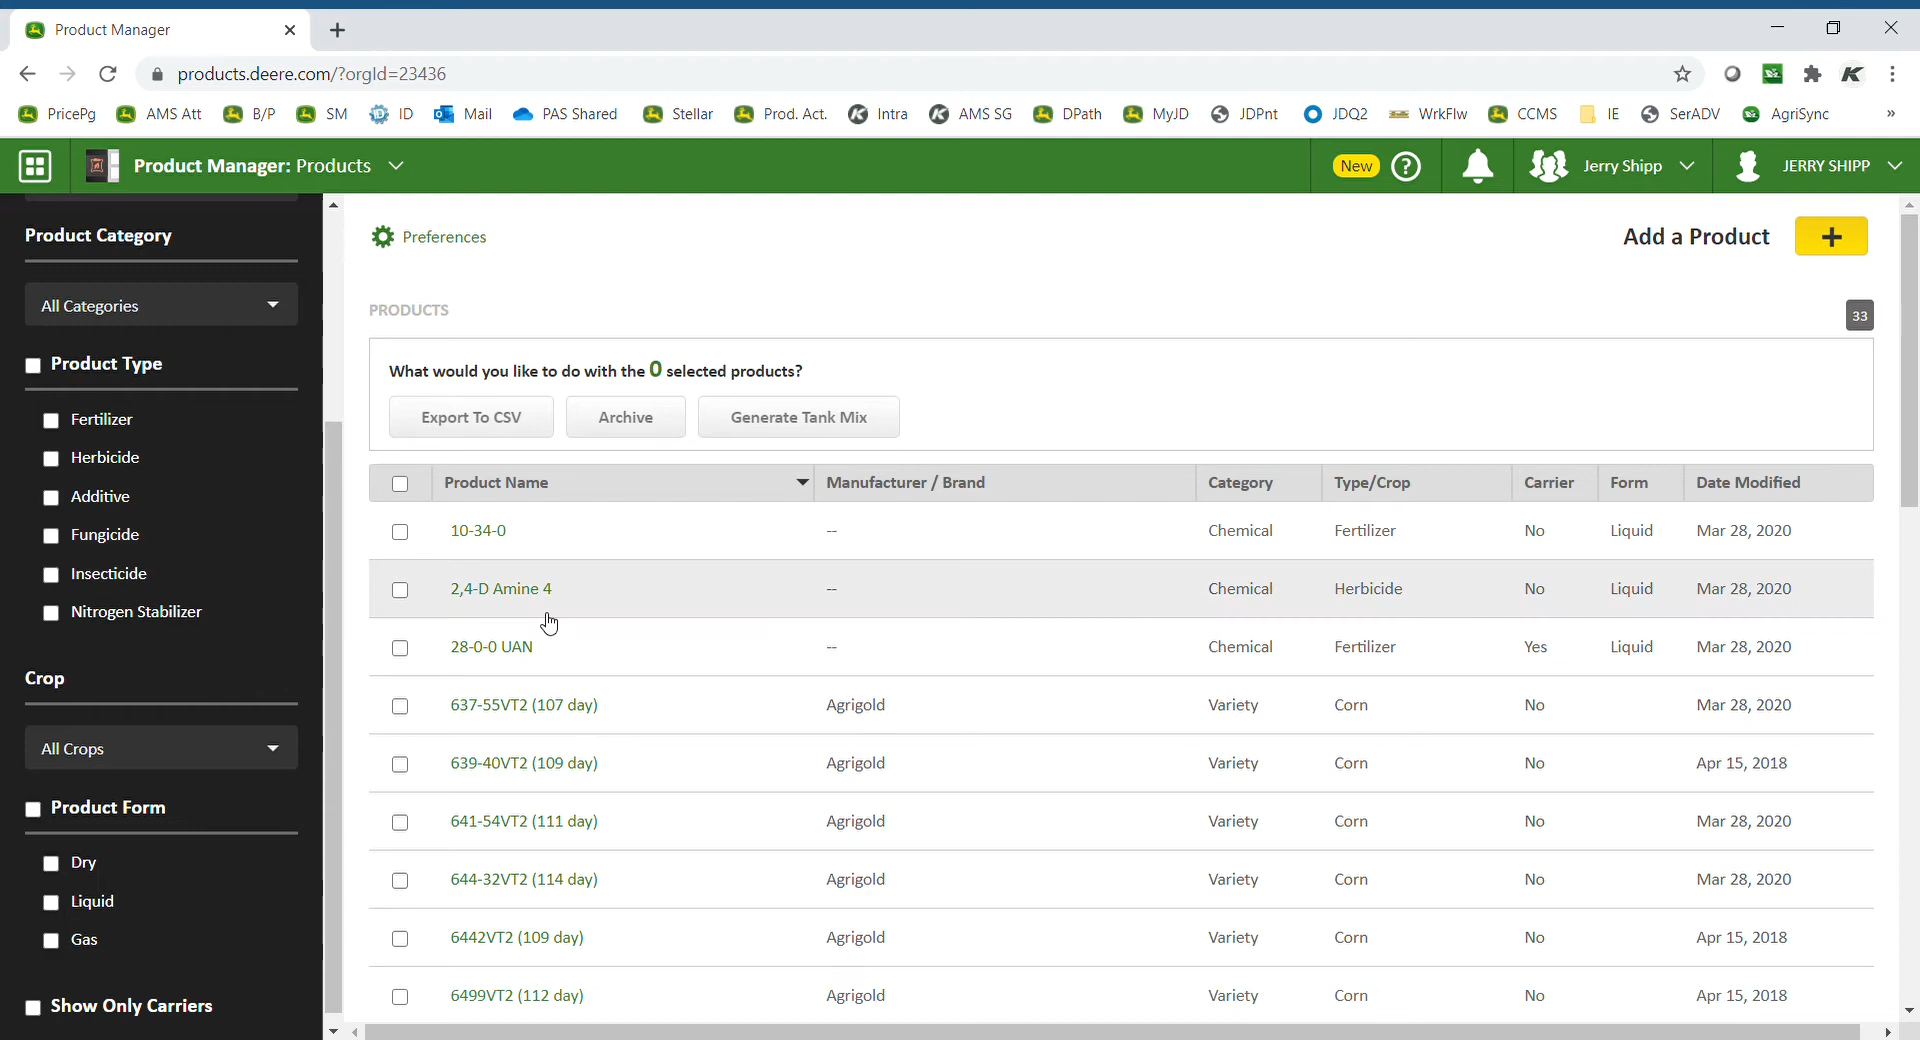 Product Manager
products.deere.com/?orgId=23436
PricePg AMS Att B/P SM ID Mail PAS Shared Stellar Prod. Act. Intra AMS SG DPath MyJD JDPnt JDQ2 WrkFlw CCMS IE SerADV AgriSync »
Product Manager: Products New ? Jerry Shipp JERRY SHIPP
Product Category
All Categories
Product Type
Fertilizer
Herbicide
Additive
Fungicide
Insecticide
Nitrogen Stabilizer
Crop
All Crops
Product Form
Dry
Liquid
Gas
Show Only Carriers
Preferences Add a Product +
PRODUCTS 33
What would you like to do with the 0 selected products?
Export To CSV Archive Generate Tank Mix
Product Name Manufacturer / Brand Category Type/Crop Carrier Form Date Modified
10-34-0 -- Chemical Fertilizer No Liquid Mar 28, 2020
2,4-D Amine 4 -- Chemical Herbicide No Liquid Mar 28, 2020
28-0-0 UAN -- Chemical Fertilizer Yes Liquid Mar 28, 2020
637-55VT2 (107 day) Agrigold Variety Corn No Mar 28, 2020
639-40VT2 (109 day) Agrigold Variety Corn No Apr 15, 2018
641-54VT2 (111 day) Agrigold Variety Corn No Mar 28, 2020
644-32VT2 (114 day) Agrigold Variety Corn No Mar 28, 2020
6442VT2 (109 day) Agrigold Variety Corn No Apr 15, 2018
6499VT2 (112 day) Agrigold Variety Corn No Apr 15, 2018